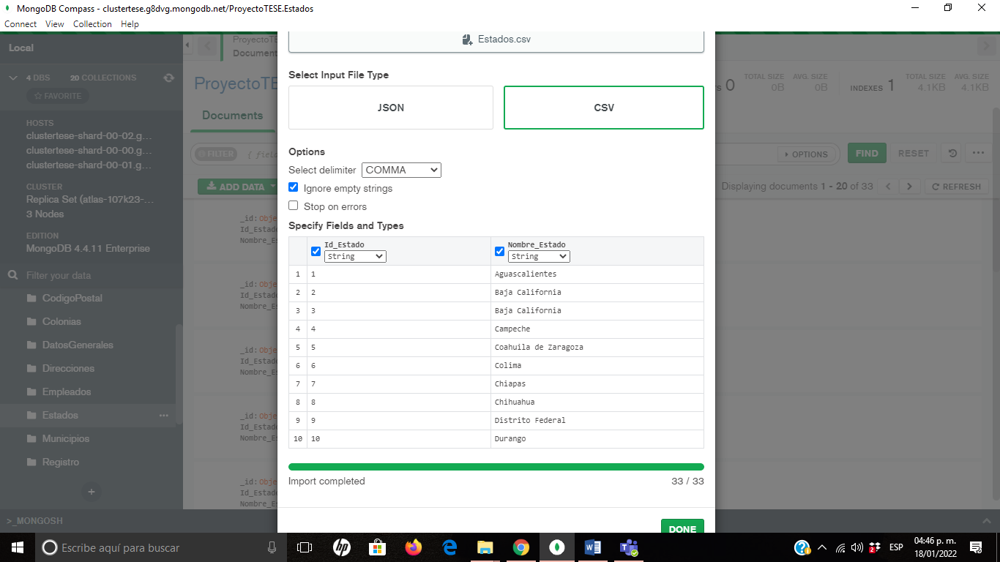 MongoDB Compass - clustertese.g8dvg.mongodb.net/ProyectoTESE.Estados
Connect View Collection Help
Local
4 DBS 20 COLLECTIONS
FAVORITE
HOSTS
clustertese-shard-00-02.g...
clustertese-shard-00-00.g...
clustertese-shard-00-01.g...
CLUSTER
Replica Set (atlas-107k23-...
3 Nodes
EDITION
MongoDB 4.4.11 Enterprise
Filter your data
CodigoPostal
Colonias
DatosGenerales
Direcciones
Empleados
Estados
Municipios
Registro
>_MONGOSH
ProyectoTE
Document
ProyectoTE
Documents
FILTER { field
ADD DATA
_id: Obje
Id_Estado
Nombre_Es
_id: Obje
Id_Estado
Nombre_Es
_id: Obje
Id_Estado
Nombre_Es
_id: Obje
Id_Estado
Nombre_Es
_id: Obje
Id_Estado
Nombre_Es
Estados.csv
Select Input File Type
JSON CSV
Options
Select delimiter COMMA
Ignore empty strings
Stop on errors
Specify Fields and Types
Id_Estado Nombre_Estado
String String
1 1 Aguascalientes
2 2 Baja California
3 3 Baja California
4 4 Campeche
5 5 Coahuila de Zaragoza
6 6 Colima
7 7 Chiapas
8 8 Chihuahua
9 9 Distrito Federal
10 10 Durango
Import completed 33 / 33
DONE
TS 0 TOTAL SIZE 0B AVG. SIZE 0B INDEXES 1 TOTAL SIZE 4.1KB AVG. SIZE 4.1KB
OPTIONS FIND RESET
Displaying documents 1 - 20 of 33 REFRESH
Escribe aquí para buscar
ESP
04:46 p. m.
18/01/2022